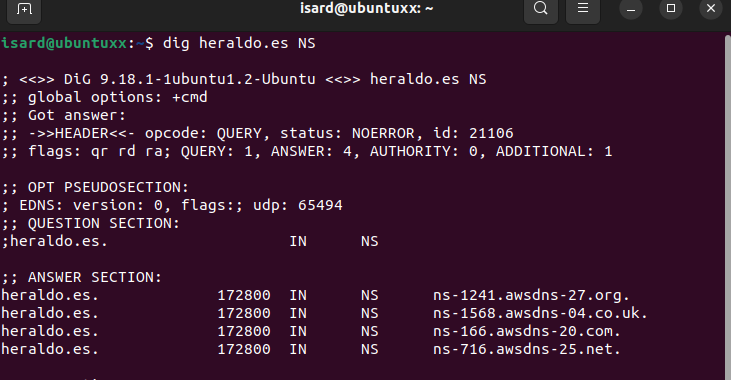 isard@ubuntuxx: ~
isard@ubuntuxx:~$ dig heraldo.es NS
; <<>> DiG 9.18.1-1ubuntu1.2-Ubuntu <<>> heraldo.es NS
;; global options: +cmd
;; Got answer:
;; ->>HEADER<<- opcode: QUERY, status: NOERROR, id: 21106
;; flags: qr rd ra; QUERY: 1, ANSWER: 4, AUTHORITY: 0, ADDITIONAL: 1
;; OPT PSEUDOSECTION:
; EDNS: version: 0, flags:; udp: 65494
;; QUESTION SECTION:
;heraldo.es. IN NS
;; ANSWER SECTION:
heraldo.es. 172800 IN NS ns-1241.awsdns-27.org.
heraldo.es. 172800 IN NS ns-1568.awsdns-04.co.uk.
heraldo.es. 172800 IN NS ns-166.awsdns-20.com.
heraldo.es. 172800 IN NS ns-716.awsdns-25.net.